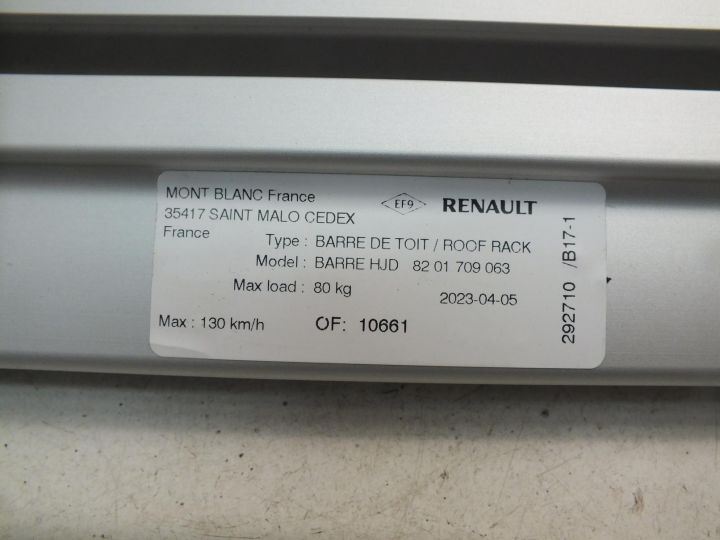 MONT BLANC France
35417 SAINT MALO CEDEX
France
EF9 RENAULT
Type : BARRE DE TOIT / ROOF RACK
Model : BARRE HJD 82 01 709 063
Max load : 80 kg
2023-04-05
Max : 130 km/h OF: 10661
292710 /B17-1